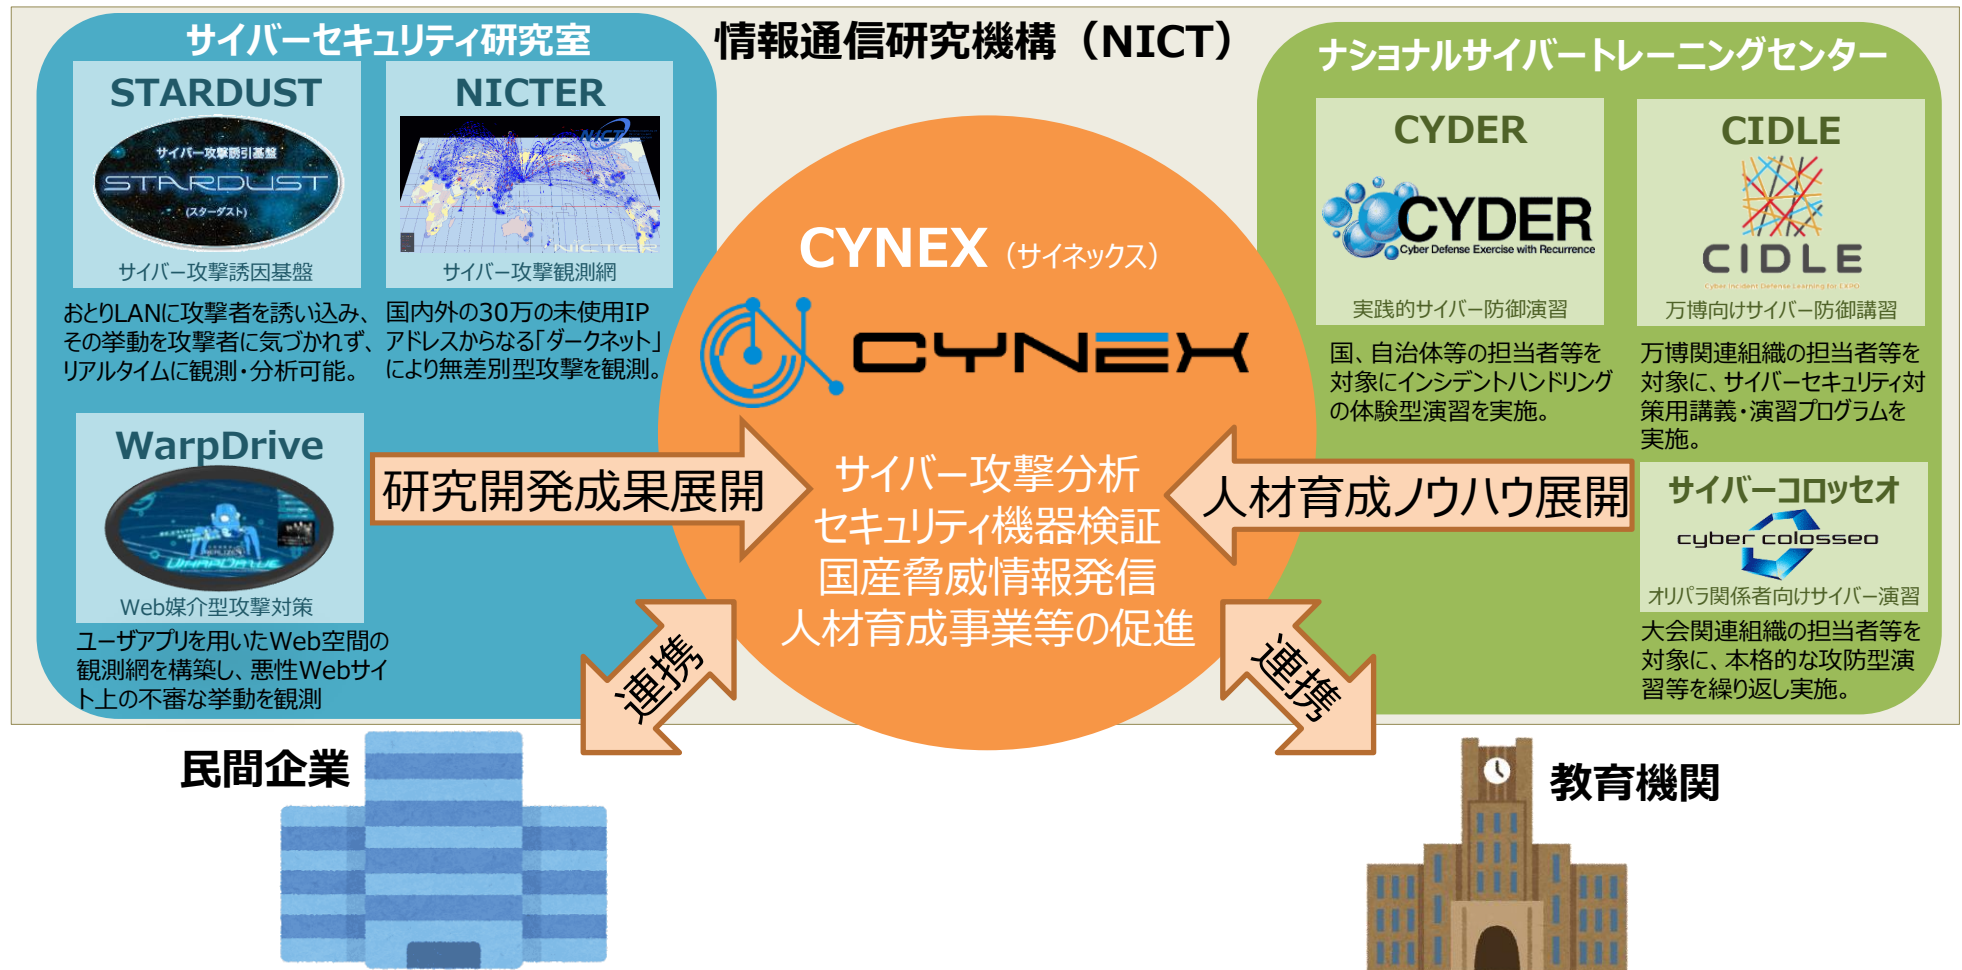 情報通信研究機構（NICT）
サイバーセキュリティ研究室
STARDUST
サイバー攻撃誘引基盤
STARDUST
(スターダスト)
サイバー攻撃誘因基盤
おとりLANに攻撃者を誘い込み、
その挙動を攻撃者に気づかれず、
リアルタイムに観測・分析可能。
NICTER
NICT
NICTER
サイバー攻撃観測網
国内外の30万の未使用IP
アドレスからなる「ダークネット」
により無差別型攻撃を観測。
WarpDrive
WARPDRIVE
Web媒介型攻撃対策
ユーザアプリを用いたWeb空間の
観測網を構築し、悪性Webサイ
ト上の不審な挙動を観測
研究開発成果展開
CYNEX（サイネックス）
CYNEX
サイバー攻撃分析
セキュリティ機器検証
国産脅威情報発信
人材育成事業等の促進
人材育成ノウハウ展開
連携
連携
ナショナルサイバートレーニングセンター
CYDER
CYDER
Cyber Defense Exercise with Recurrence
実践的サイバー防御演習
国、自治体等の担当者等を
対象にインシデントハンドリング
の体験型演習を実施。
CIDLE
CIDLE
Cyber Incident Defense Learning for EXPO
万博向けサイバー防御講習
万博関連組織の担当者等を
対象に、サイバーセキュリティ対
策用講義・演習プログラムを
実施。
サイバーコロッセオ
cyber colosseo
オリパラ関係者向けサイバー演習
大会関連組織の担当者等を
対象に、本格的な攻防型演
習等を繰り返し実施。
民間企業
教育機関